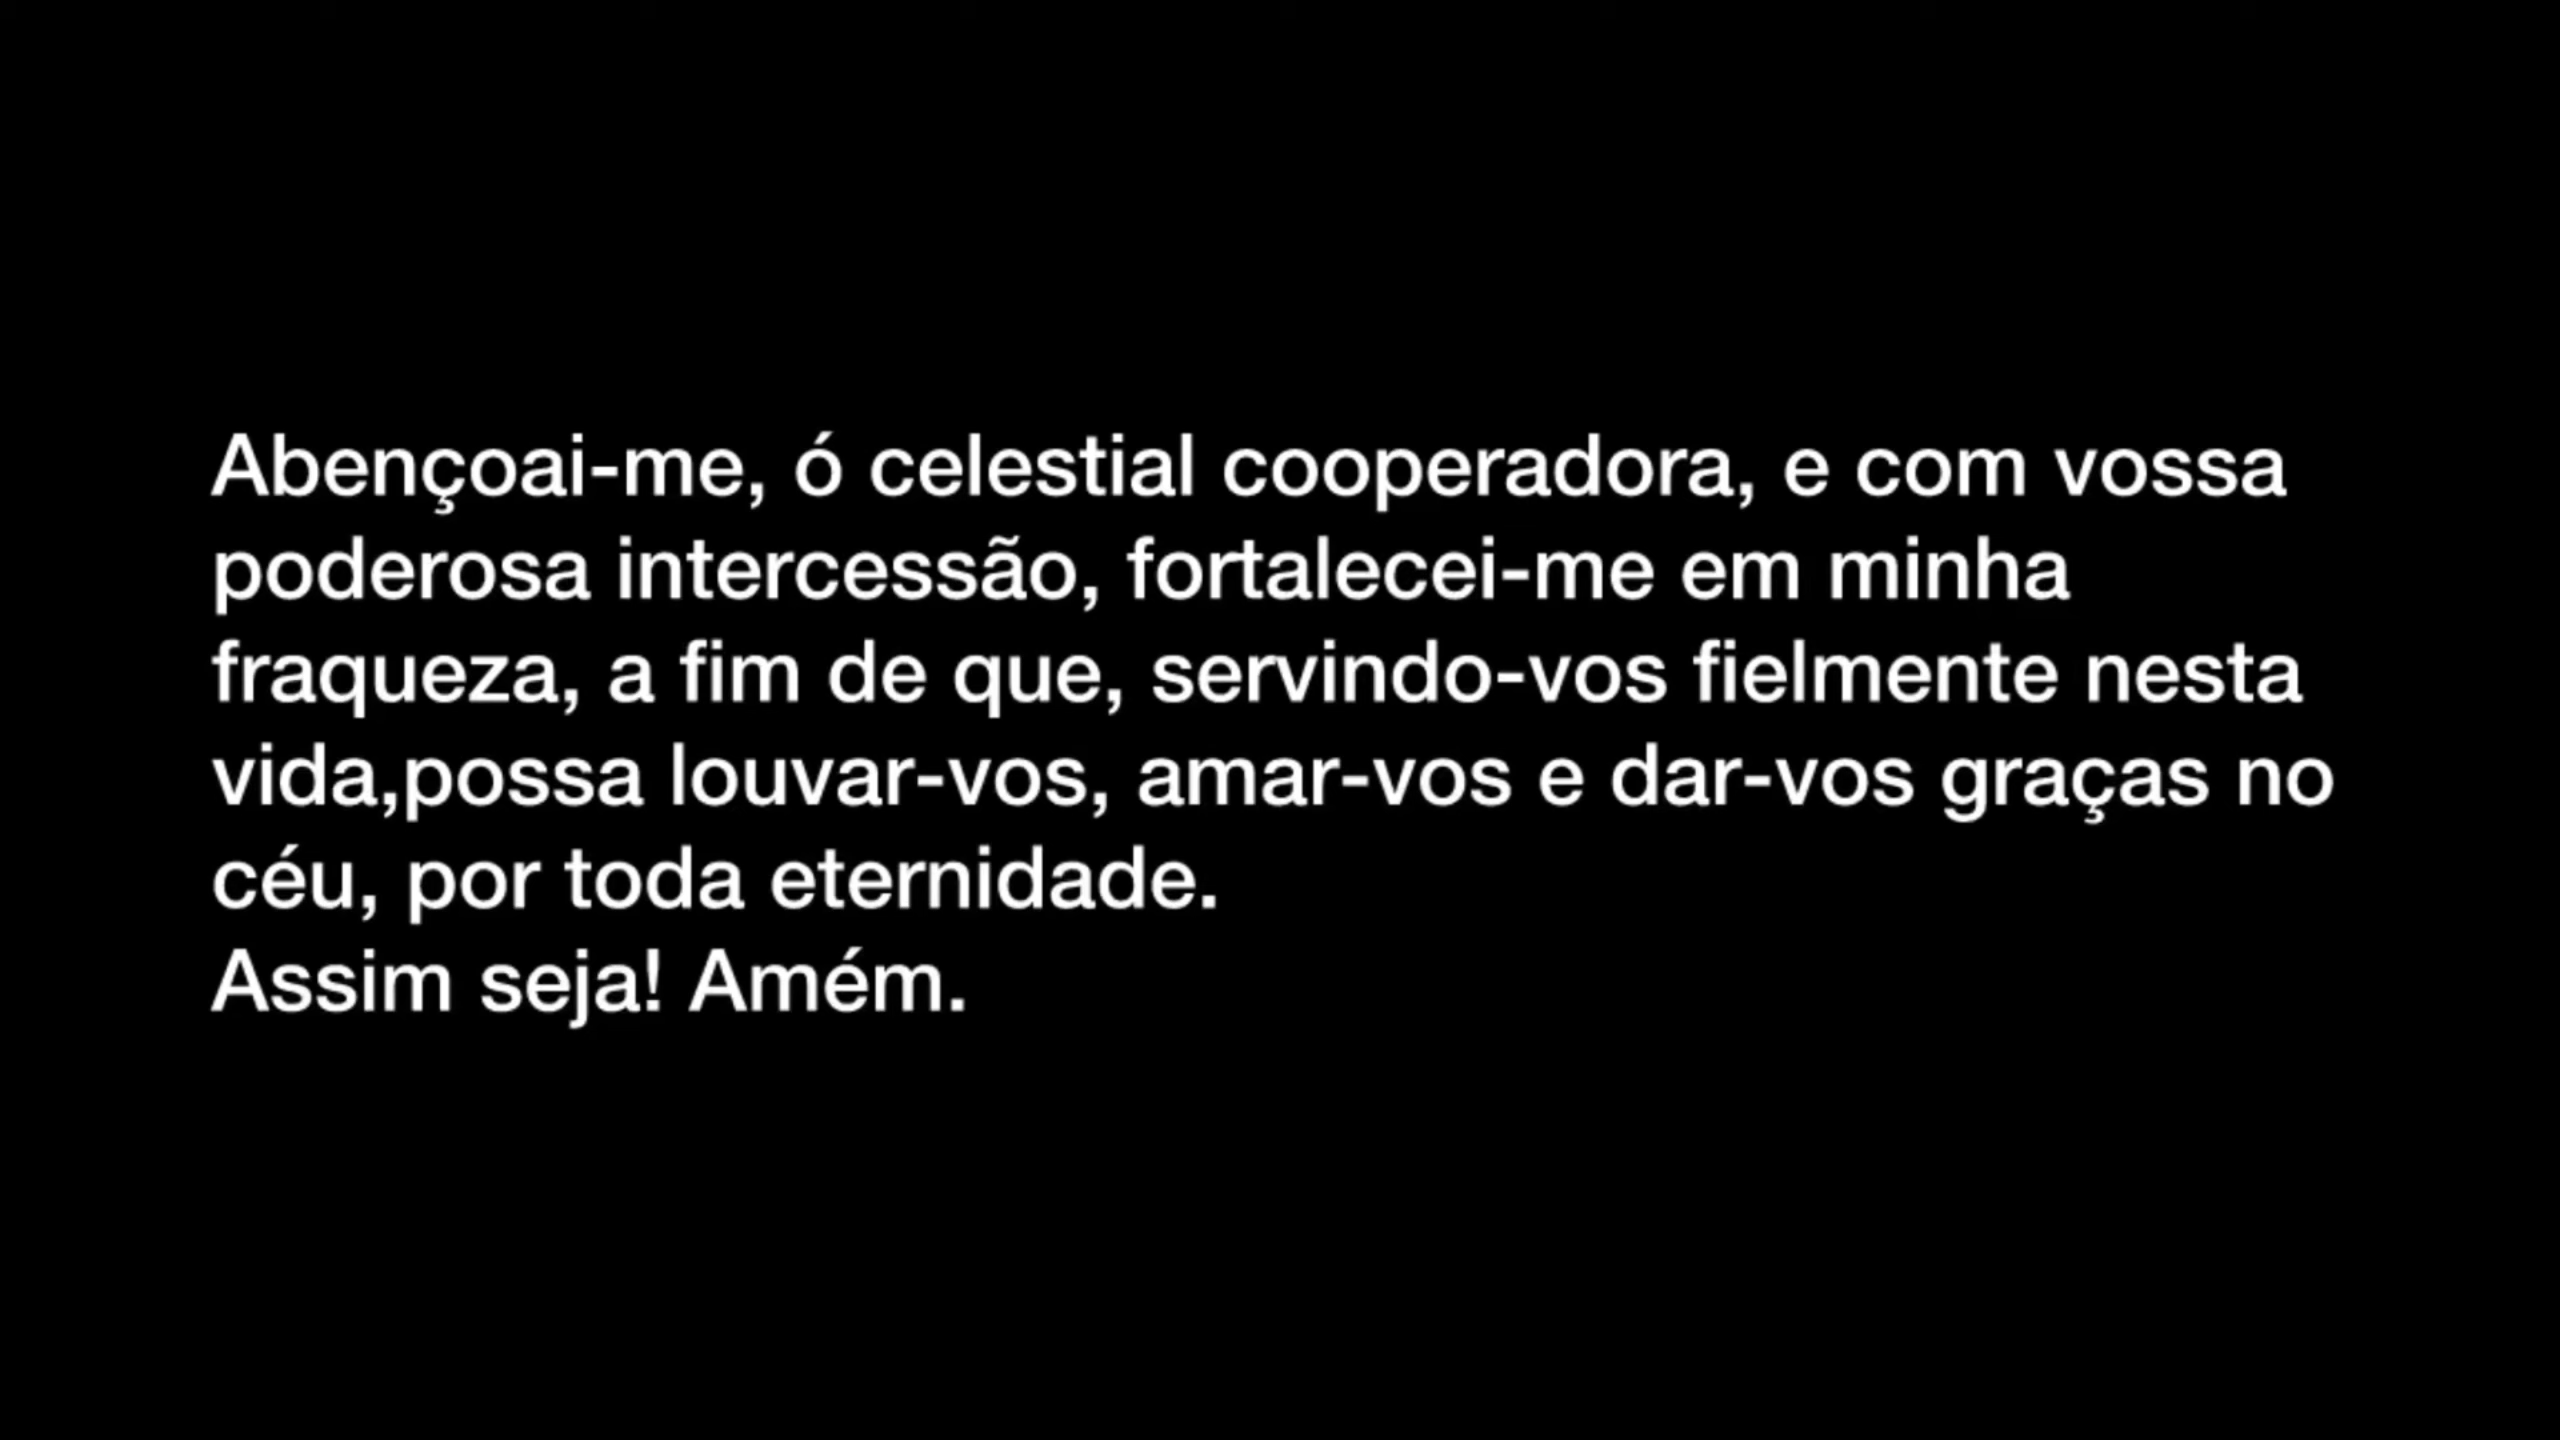 Abençoai-me, ó celestial cooperadora, e com vossa
poderosa intercessão, fortalecei-me em minha
fraqueza, a fim de que, servindo-vos fielmente nesta
vida,possa louvar-vos, amar-vos e dar-vos graças no
céu, por toda eternidade.
Assim seja! Amém.